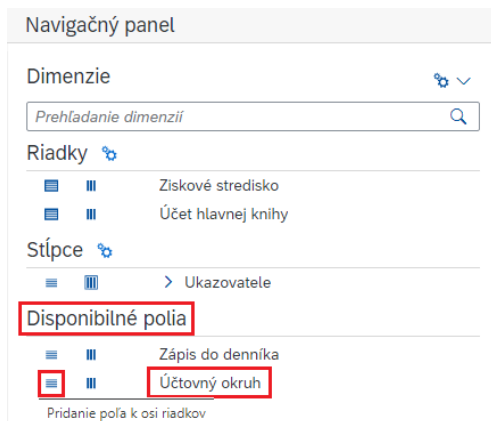 Navigačný panel
Dimenzie
Prehľadanie dimenzií
Riadky
Ziskové stredisko
Účet hlavnej knihy
Stĺpce
Ukazovatele
Disponibilné polia
Zápis do denníka
Účtovný okruh
Pridanie poľa k osi riadkov